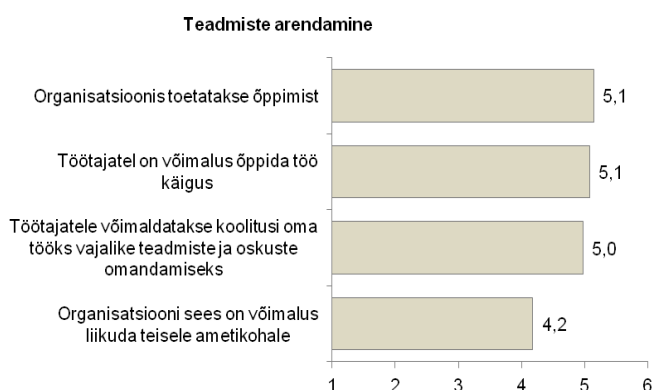 Teadmiste arendamine
Organisatsioonis toetatakse õppimist
5,1
Töötajatel on võimalus õppida töö
käigus
5,1
Töötajatele võimaldatakse koolitusi oma
tööks vajalike teadmiste ja oskuste
omandamiseks
5,0
Organisatsiooni sees on võimalus
liikuda teisele ametikohale
4,2
1 2 3 4 5 6